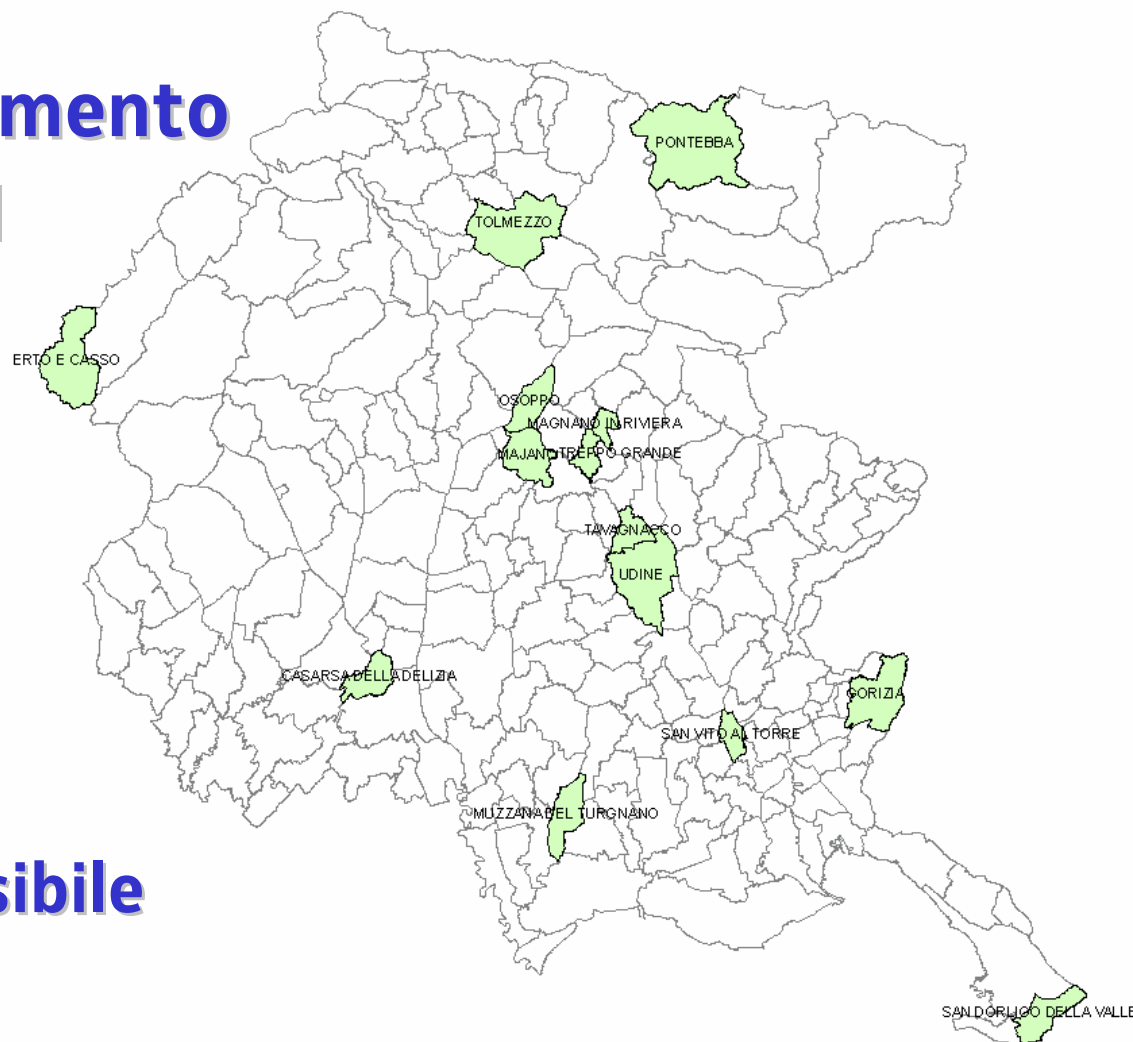 mento
PONTEBBA
TOLMEZZO
ERTO E CASSO
OSOPPO
MAGNANO IN RIVIERA
MAJANO
TREPPO GRANDE
TAVAGNACCO
UDINE
CASARSA DELLA DELIZIA
GORIZIA
SAN VITO AL TORRE
MUZZANA DEL TURGNANO
sibile
SAN DORLIGO DELLA VALLE